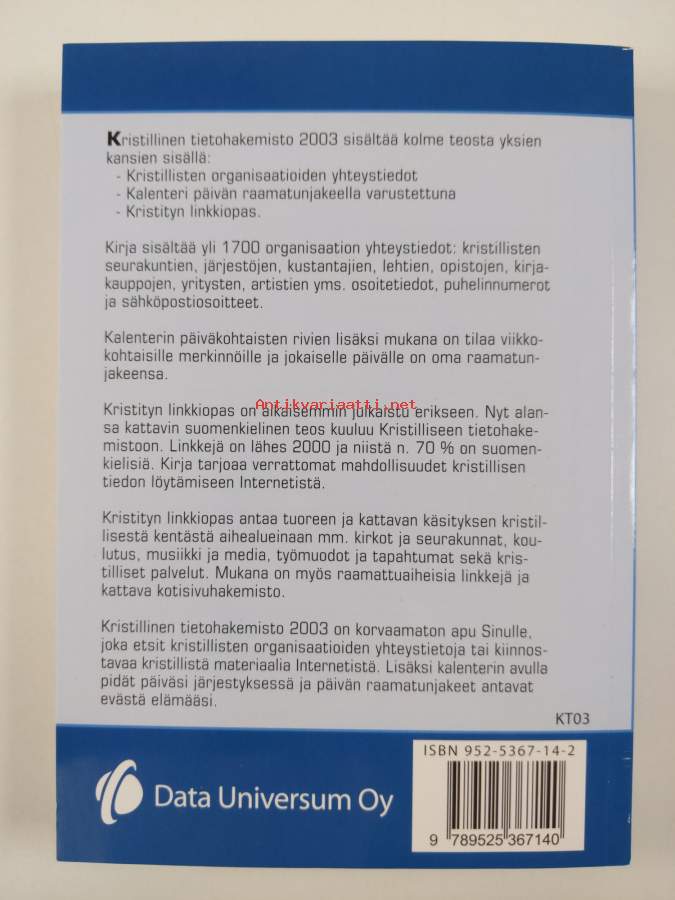 Kristillinen tietohakemisto 2003 sisältää kolme teosta yksien
kansien sisällä:
- Kristillisten organisaatioiden yhteystiedot
- Kalenteri päivän raamatunjakeella varustettuna
- Kristityn linkkiopas.
Kirja sisältää yli 1700 organisaation yhteystiedot: kristillisten
seurakuntien, järjestöjen, kustantajien, lehtien, opistojen, kirja-
kauppojen, yritysten, artistien yms. osoitetiedot, puhelinnumerot
ja sähköpostiosoitteet.
Kalenterin päiväkohtaisten rivien lisäksi mukana on tilaa viikko-
kohtaisille merkinnöille ja jokaiselle päivälle on oma raamatun-
jakeensa.
Antikvariaatti.net
Kristityn linkkiopas on aikaisemmin julkaistu erikseen. Nyt alan-
sa kattavin suomenkielinen teos kuuluu Kristilliseen tietohake-
mistoon. Linkkejä on lähes 2000 ja niistä n. 70 % on suomen-
kielisiä. Kirja tarjoaa verrattomat mahdollisuudet kristillisen
tiedon löytämiseen Internetistä.
Kristityn linkkiopas antaa tuoreen ja kattavan käsityksen kristil-
lisestä kentästä aihealueinaan mm. kirkot ja seurakunnat, kou-
lutus, musiikki ja media, työmuodot ja tapahtumat sekä kris-
tilliset palvelut. Mukana on myös raamattuaiheisia linkkejä ja
kattava kotisivuhakemisto.
Kristillinen tietohakemisto 2003 on korvaamaton apu Sinulle,
joka etsit kristillisten organisaatioiden yhteystietoja tai kiinnos-
tavaa kristillistä materiaalia Internetistä. Lisäksi kalenterin avulla
pidät päiväsi järjestyksessä ja päivän raamatunjakeet antavat
evästä elämääsi.
KT03
ISBN 952-5367-14-2
Data Universum Oy
9 789525 367140